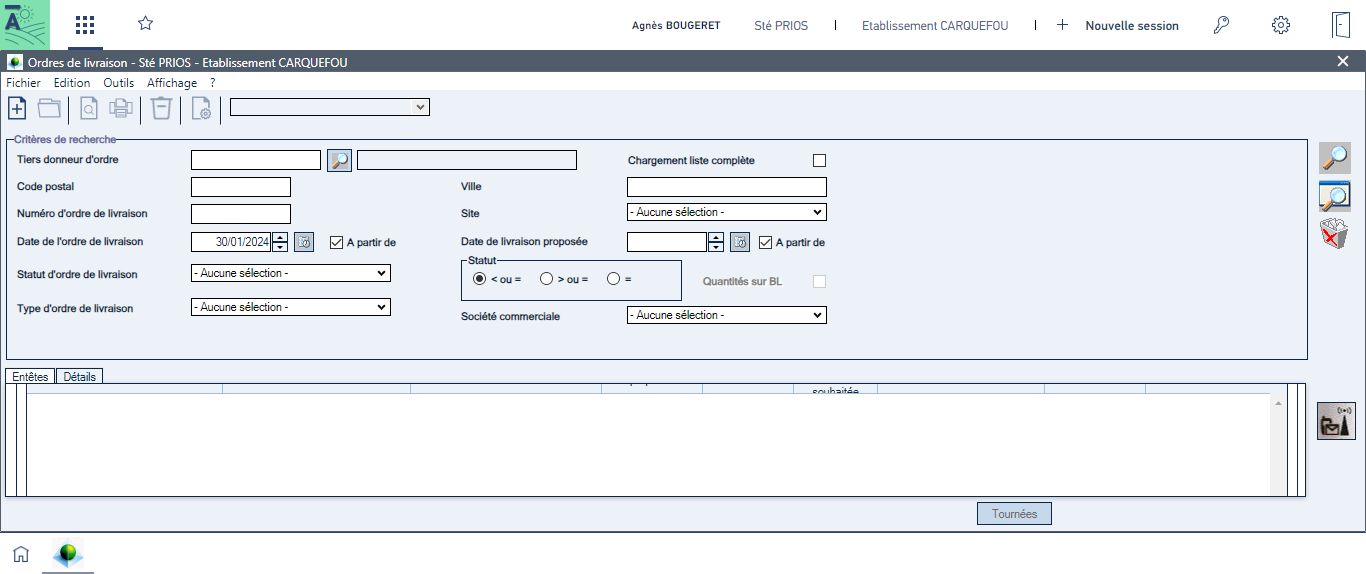 Agnès BOUGERET Sté PRIOS Etablissement CARQUEFOU Nouvelle session
Ordres de livraison - Sté PRIOS - Etablissement CARQUEFOU
Fichier Edition Outils Affichage ?
Critères de recherche
Tiers donneur d'ordre Chargement liste complète
Code postal Ville
Numéro d'ordre de livraison Site - Aucune sélection -
Date de l'ordre de livraison 30/01/2024 A partir de Date de livraison proposée A partir de
Statut
Statut d'ordre de livraison - Aucune sélection - < ou = > ou = = Quantités sur BL
Type d'ordre de livraison - Aucune sélection - Société commerciale - Aucune sélection -
Entêtes Détails
souhaitée
Tournées